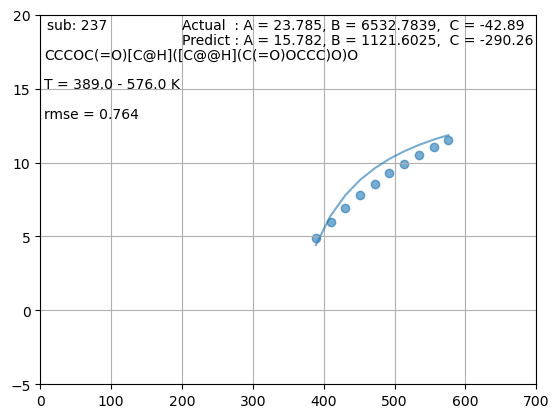 sub: 237
Actual : A = 23.785, B = 6532.7839, C = -42.89
Predict : A = 15.782, B = 1121.6025, C = -290.26
CCCOC(=O)[C@H]([C@@H](C(=O)OCCC)O)O
T = 389.0 - 576.0 K
rmse = 0.764
20
15
10
5
0
−5
0 100 200 300 400 500 600 700